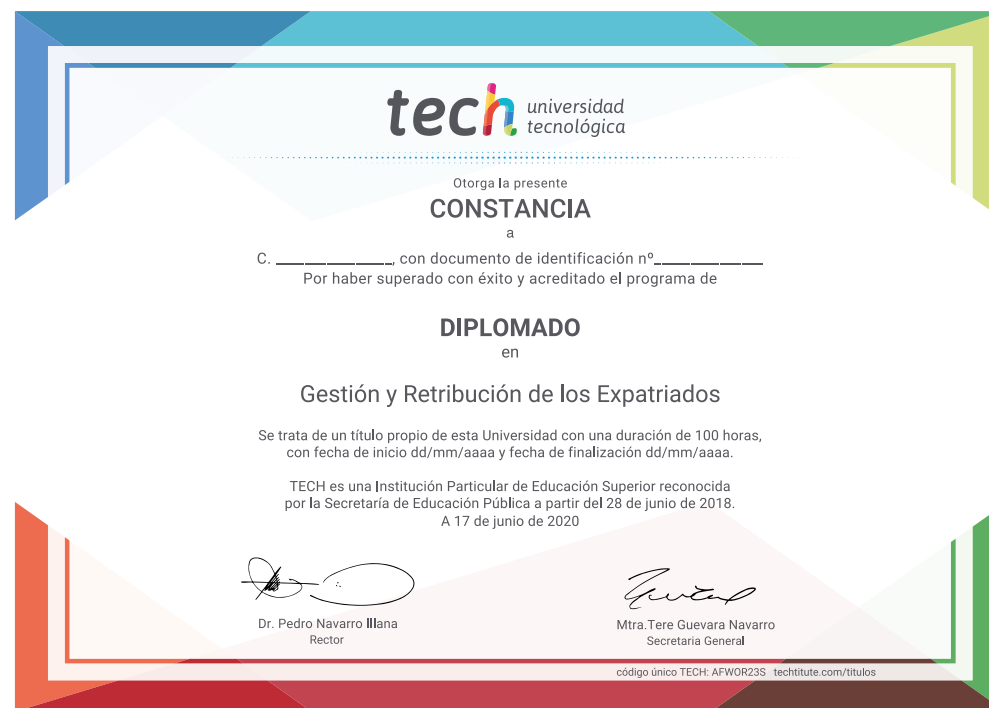 tech universidad
tecnológica
Otorga la presente
CONSTANCIA
a
C. ____________, con documento de identificación nº____________
Por haber superado con éxito y acreditado el programa de
DIPLOMADO
en
Gestión y Retribución de los Expatriados
Se trata de un título propio de esta Universidad con una duración de 100 horas,
con fecha de inicio dd/mm/aaaa y fecha de finalización dd/mm/aaaa.
TECH es una Institución Particular de Educación Superior reconocida
por la Secretaría de Educación Pública a partir del 28 de junio de 2018.
A 17 de junio de 2020
Dr. Pedro Navarro Illana
Rector
Mtra.Tere Guevara Navarro
Secretaria General
código único TECH: AFWOR23S techtitute.com/titulos